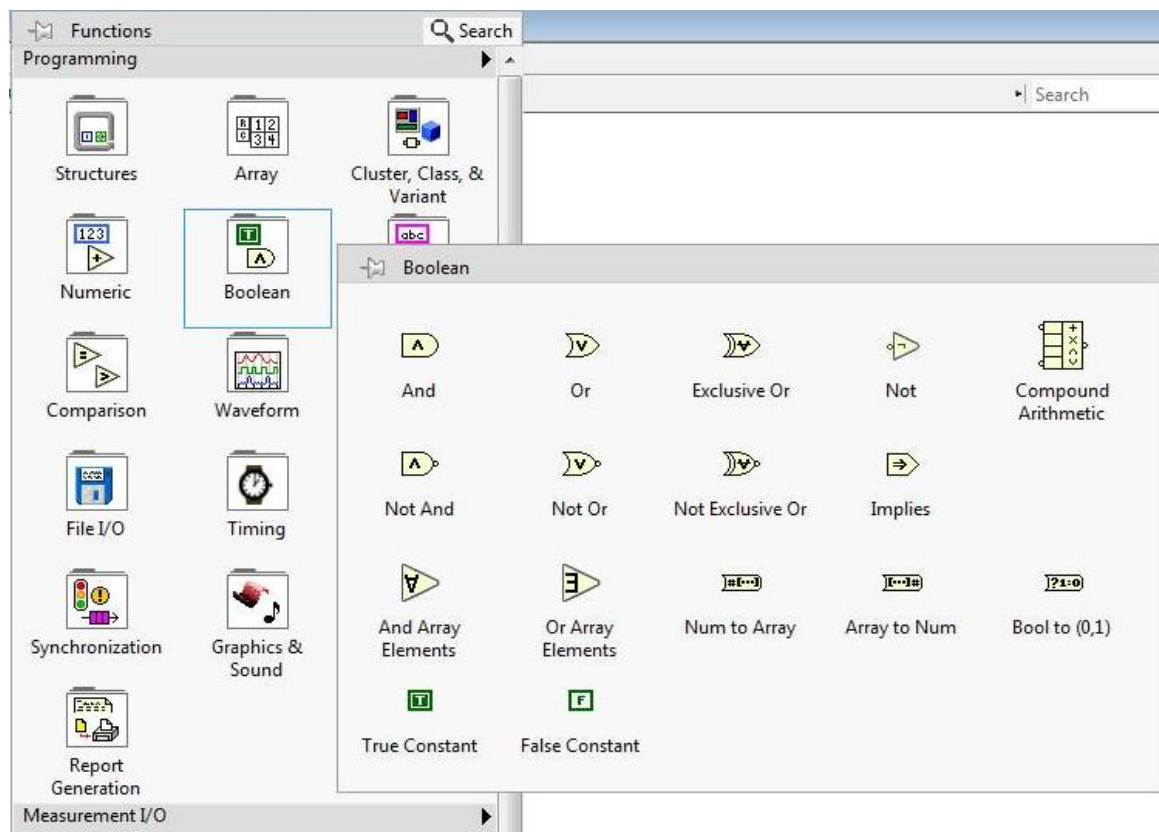 Functions
Search
Programming
Search
Structures
Array
Cluster, Class, &
Variant
123
abc
Numeric
Boolean
Boolean
And
Or
Exclusive Or
Not
Compound
Arithmetic
Comparison
Waveform
Not And
Not Or
Not Exclusive Or
Implies
File I/O
Timing
And Array
Elements
Or Array
Elements
Num to Array
Array to Num
Bool to (0,1)
Synchronization
Graphics &
Sound
T
F
True Constant
False Constant
Report
Generation
Measurement I/O